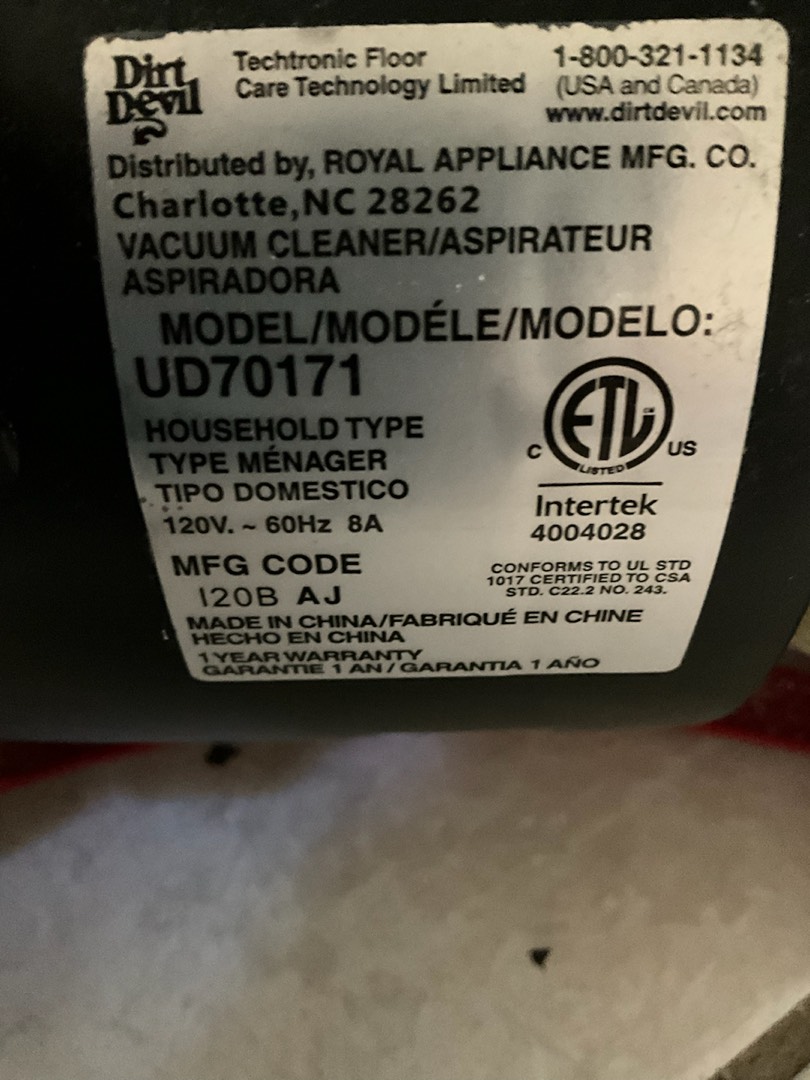 Dirt Devil
Techtronic Floor
Care Technology Limited
1-800-321-1134
(USA and Canada)
www.dirtdevil.com
Distributed by, ROYAL APPLIANCE MFG. CO.
Charlotte,NC 28262
VACUUM CLEANER/ASPIRATEUR
ASPIRADORA
MODEL/MODÉLE/MODELO:
UD70171
HOUSEHOLD TYPE
TYPE MÉNAGER
TIPO DOMESTICO
120V. ~ 60Hz 8A
MFG CODE
I20B AJ
ETL
CM
LISTED
C US
Intertek
4004028
CONFORMS TO UL STD
1017 CERTIFIED TO CSA
STD. C22.2 NO. 243.
MADE IN CHINA/FABRIQUÉ EN CHINE
HECHO EN CHINA
1 YEAR WARRANTY
GARANTIE 1 AN / GARANTIA 1 AÑO